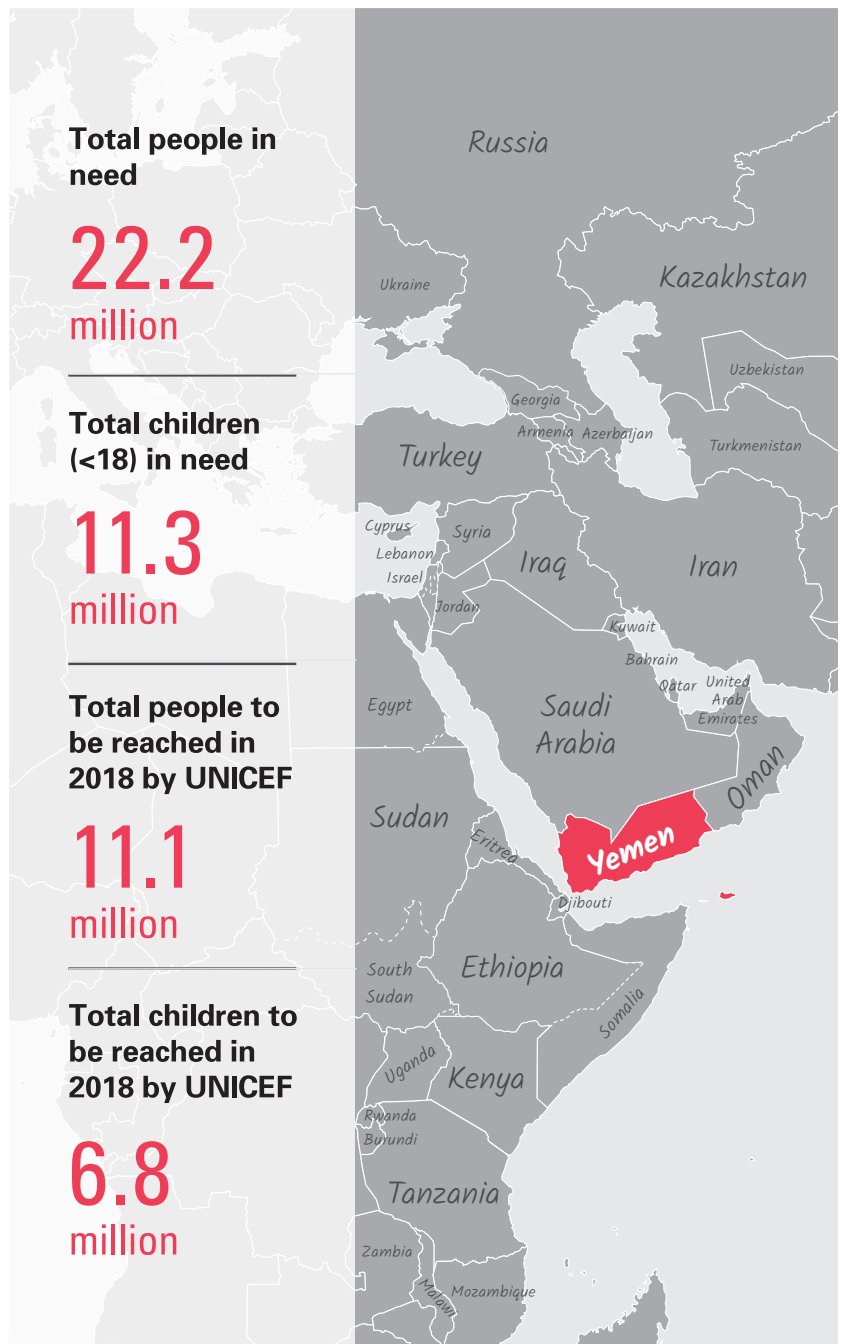 Total people in
need
22.2
million
Total children
(<18) in need
11.3
million
Total people to
be reached in
2018 by UNICEF
11.1
million
Total children to
be reached in
2018 by UNICEF
6.8
million
Russia
Kazakhstan
Ukraine
Uzbekistan
Georgia
Armenia
Azerbaijan
Turkmenistan
Turkey
Cyprus
Syria
Lebanon
Israel
Iraq
Iran
Jordan
Kuwait
Bahrain
Qatar
United
Arab
Emirates
Egypt
Saudi
Arabia
Oman
Sudan
Eritrea
Yemen
Djibouti
South
Sudan
Ethiopia
Somalia
Uganda
Kenya
Rwanda
Burundi
Tanzania
Zambia
Malawi
Mozambique